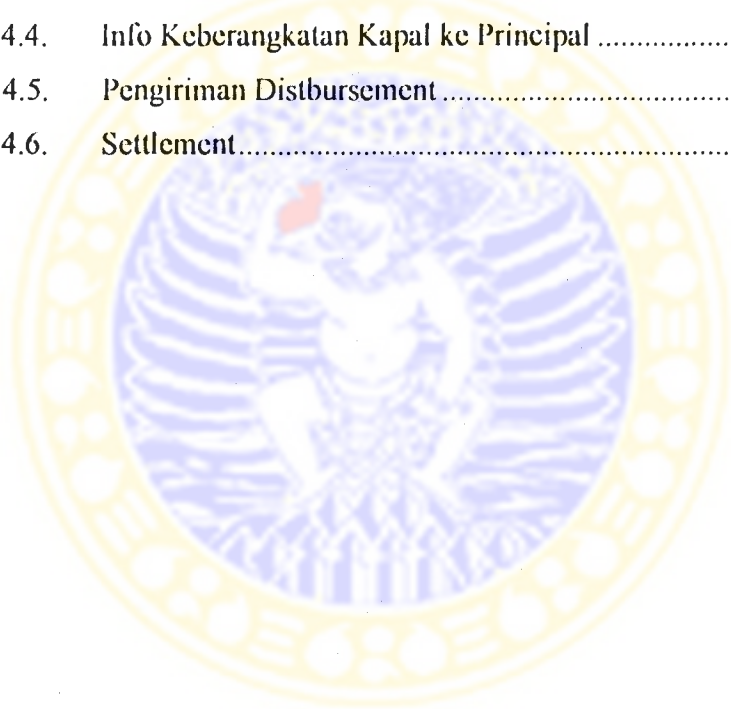 4.4. Info Keberangkatan Kapal ke Principal ................
4.5. Pengiriman Distbursement ................................
4.6. Settlement............................................................